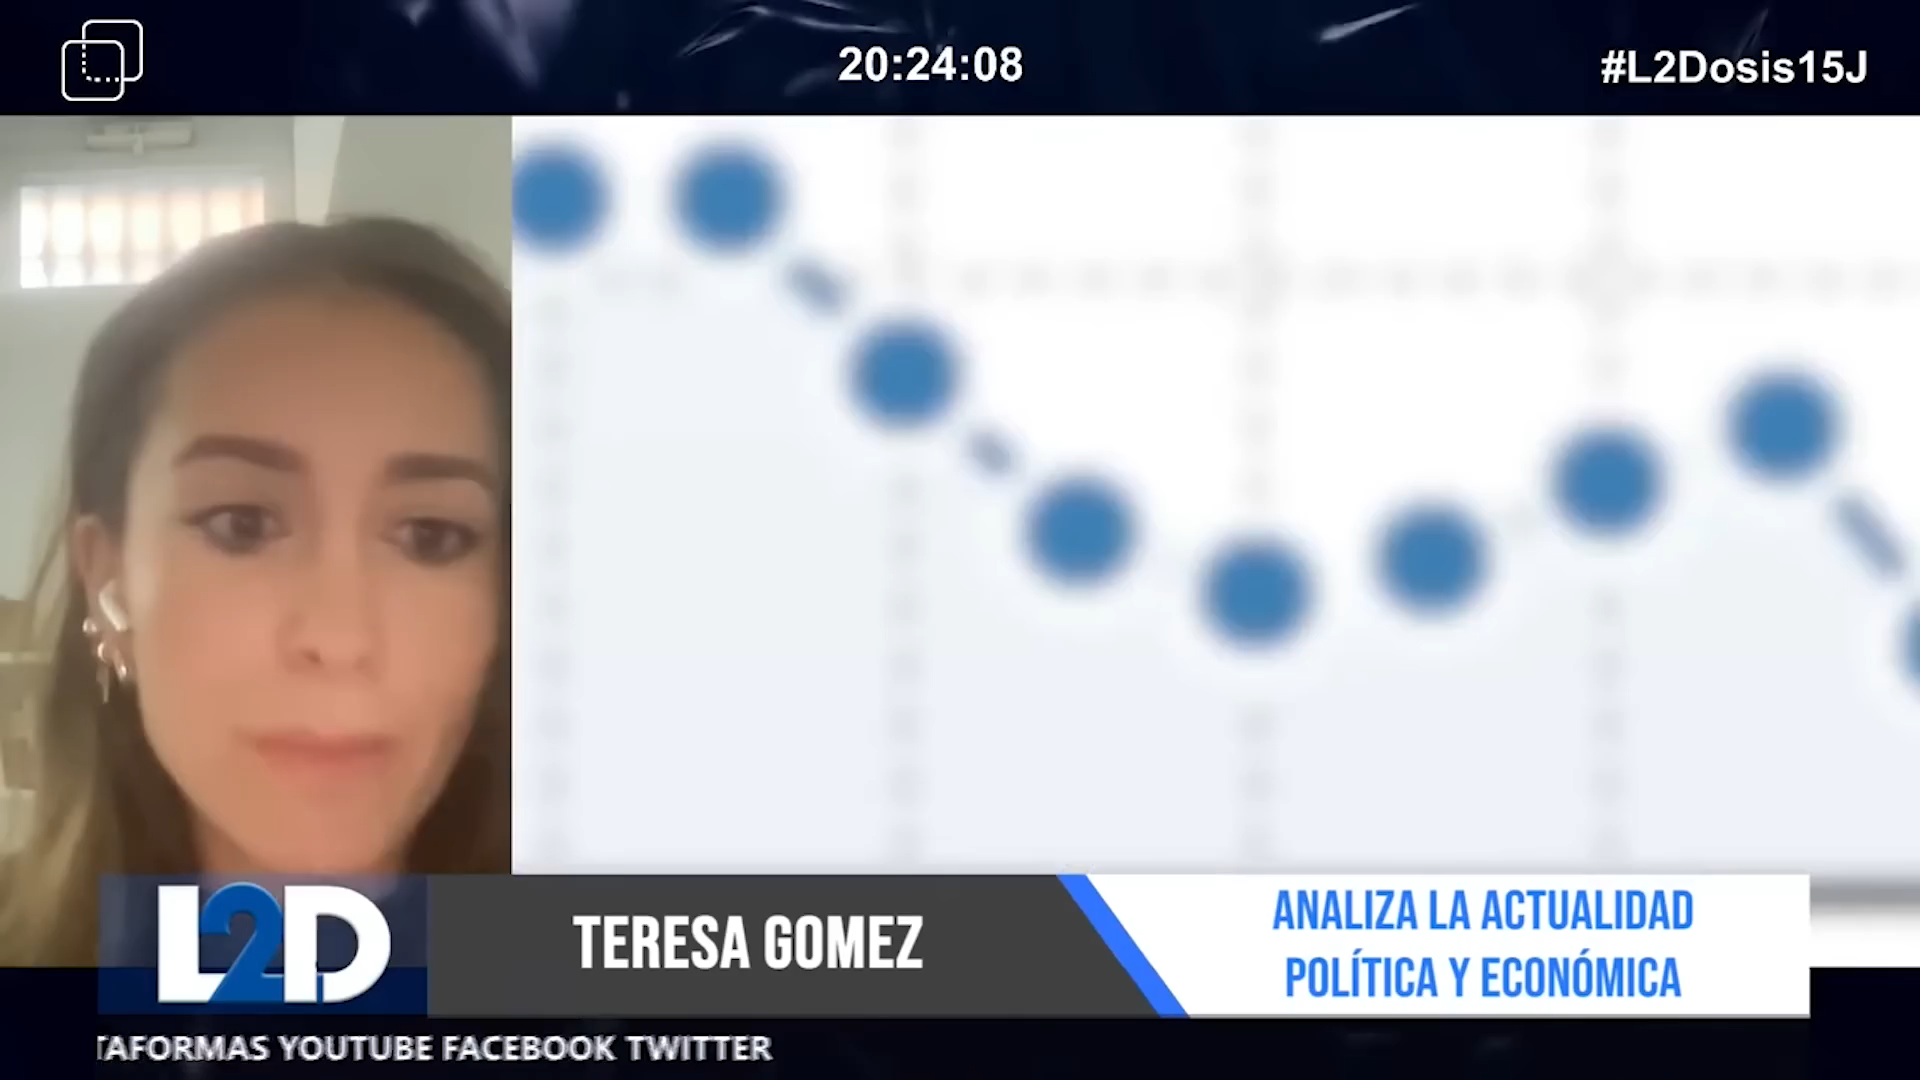 20:24:08
#L2Dosis15J
L2D
TERESA GOMEZ
ANALIZA LA ACTUALIDAD
POLÍTICA Y ECONÓMICA
TAFORMAS YOUTUBE FACEBOOK TWITTER